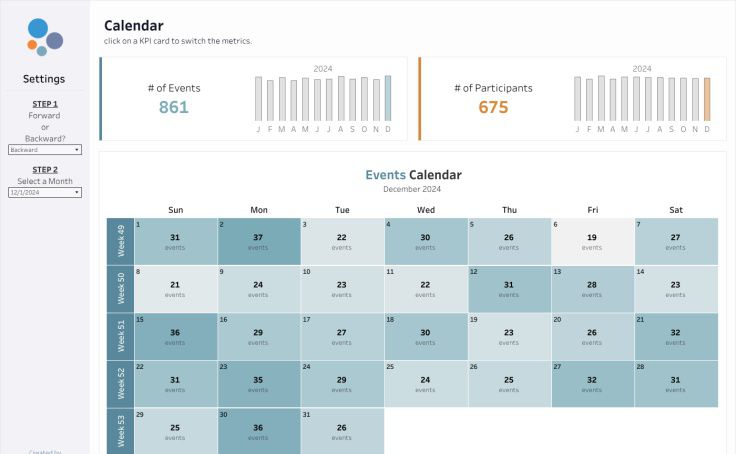 Calendar
click on a KPI card to switch the metrics.
Settings
STEP 1
Forward
or
Backward?
Backward
STEP 2
Select a Month
12/1/2024
# of Events
861
2024
J F M A M J J A S O N D
# of Participants
675
2024
J F M A M J J A S O N D
Events Calendar
December 2024
Sun Mon Tue Wed Thu Fri Sat
Week 49
1 2 3 4 5 6 7
31 37 22 30 26 19 27
events events events events events events events
Week 50
8 9 10 11 12 13 14
21 24 23 22 31 28 23
events events events events events events events
Week 51
15 16 17 18 19 20 21
36 29 27 30 23 26 32
events events events events events events events
Week 52
22 23 24 25 26 27 28
31 35 29 24 25 32 31
events events events events events events events
Week 53
29 30 31
25 36 26
events events events
Created by